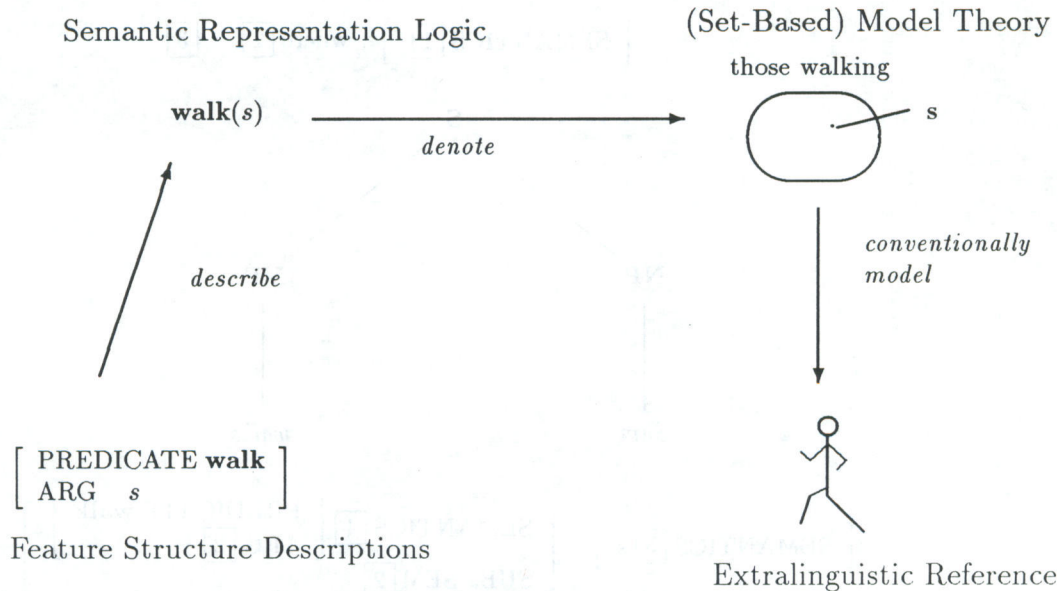 Semantic Representation Logic
(Set-Based) Model Theory
those walking
walk(s)
s
denote
conventionally
model
describe
[ PREDICATE walk ]
[ ARG s ]
Feature Structure Descriptions
Extralinguistic Reference